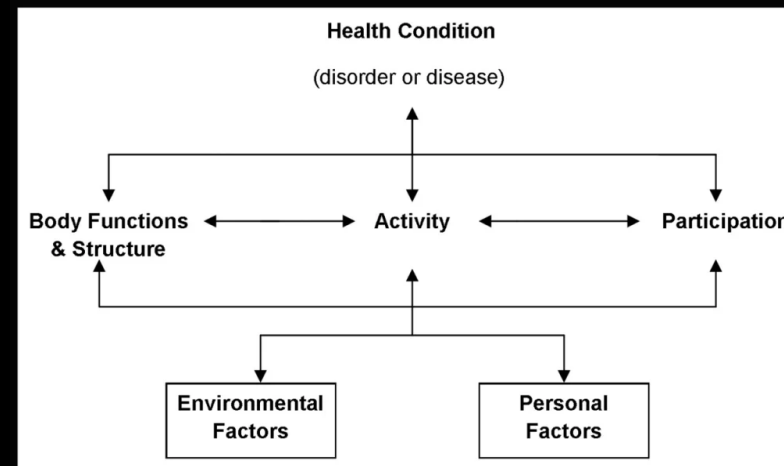 Health Condition
(disorder or disease)
Body Functions
& Structure
Activity
Participation
Environmental
Factors
Personal
Factors